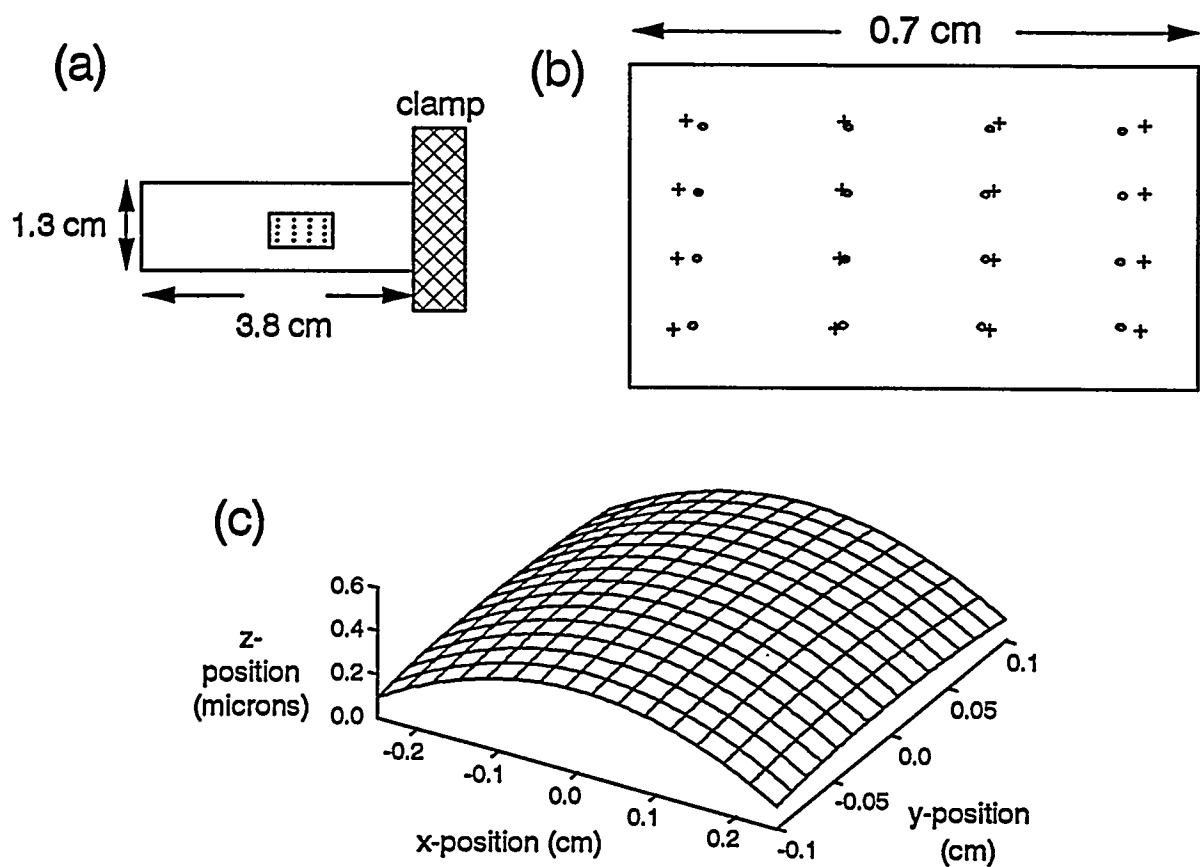 (a)
clamp
1.3 cm
3.8 cm
(b)
0.7 cm
(c)
0.6
0.4
0.2
0.0
z-
position
(microns)
-0.2
-0.1
0.0
0.1
0.2
x-position (cm)
-0.1
-0.05
0.0
0.05
0.1
y-position
(cm)